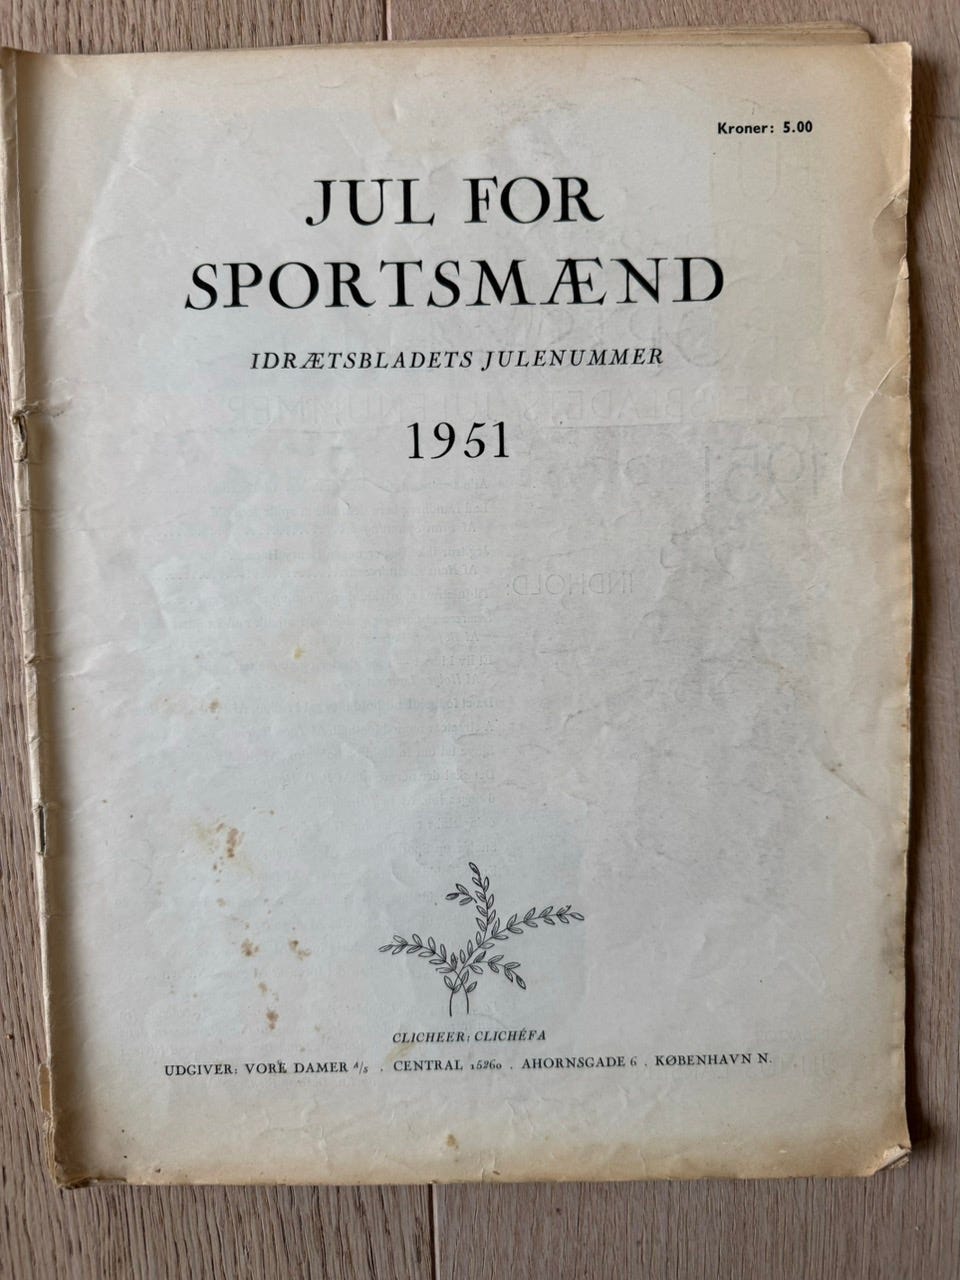 Kroner: 5.00
JUL FOR
SPORTSMÆND
IDRÆTSBLADETS JULENUMMER
1951
CLICHEER: CLICHÉFA
UDGIVER: VORE DAMER A/S . CENTRAL 15260 . AHORNSGADE 6 . KØBENHAVN N.